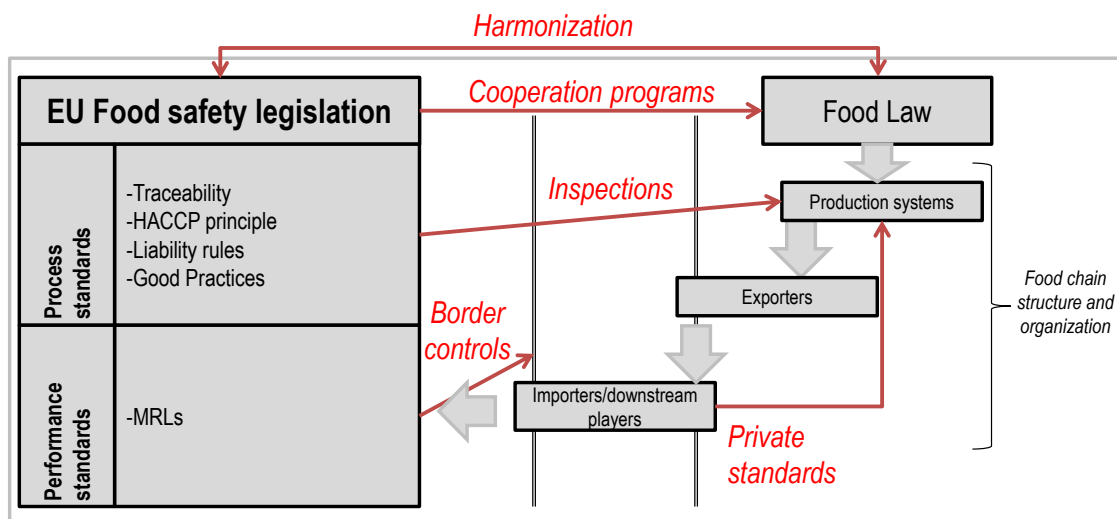 Harmonization
EU Food safety legislation
Cooperation programs
Food Law
Process
standards
-Traceability
-HACCP principle
-Liability rules
-Good Practices
Inspections
Production systems
Exporters
Food chain
structure and
organization
Border
controls
Performance
standards
-MRLs
Importers/downstream
players
Private
standards